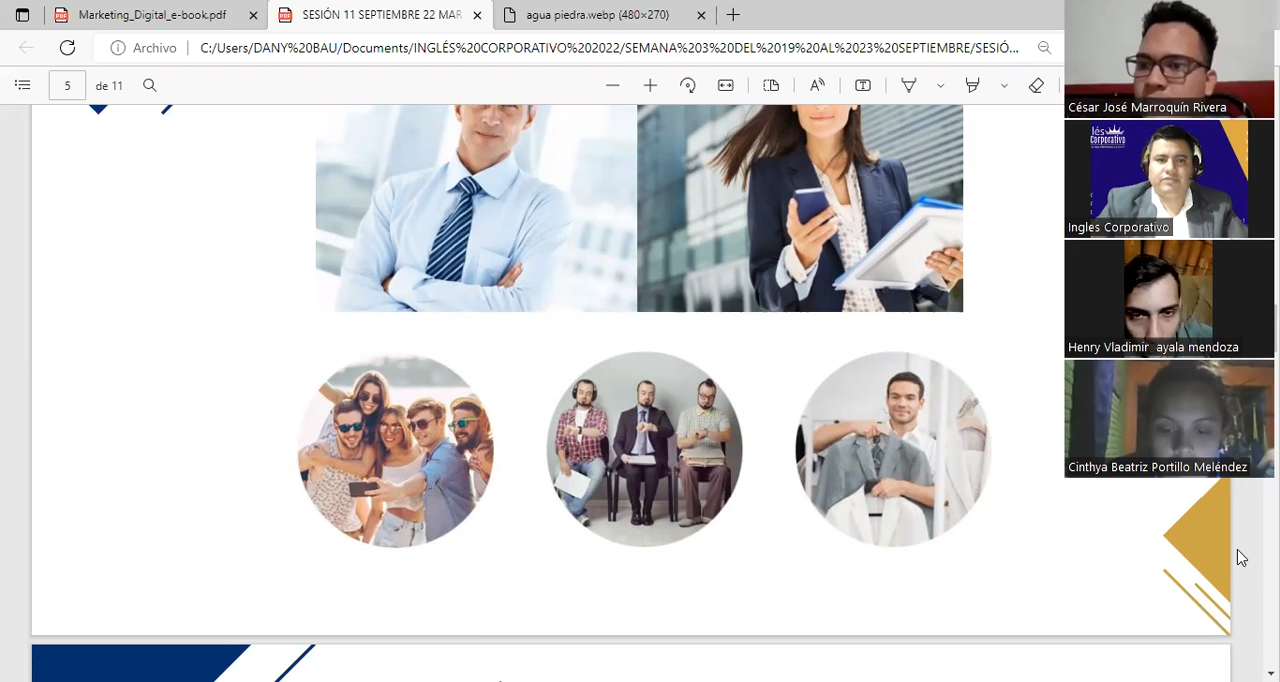 Marketing_Digital_e-book.pdf
SESIÓN 11 SEPTIEMBRE 22 MAR
agua piedra.webp (480×270)
Archivo
C:/Users/DANY%20BAU/Documents/INGLÉS%20CORPORATIVO%202022/SEMANA%203%20DEL%2019%20AL%2023%20SEPTIEMBRE/SESIÓ...
5
de 11
César José Marroquín Rivera
lés
Corporativo
Ingles Corporativo
Henry Vladimir ayala mendoza
Cinthya Beatriz Portillo Meléndez